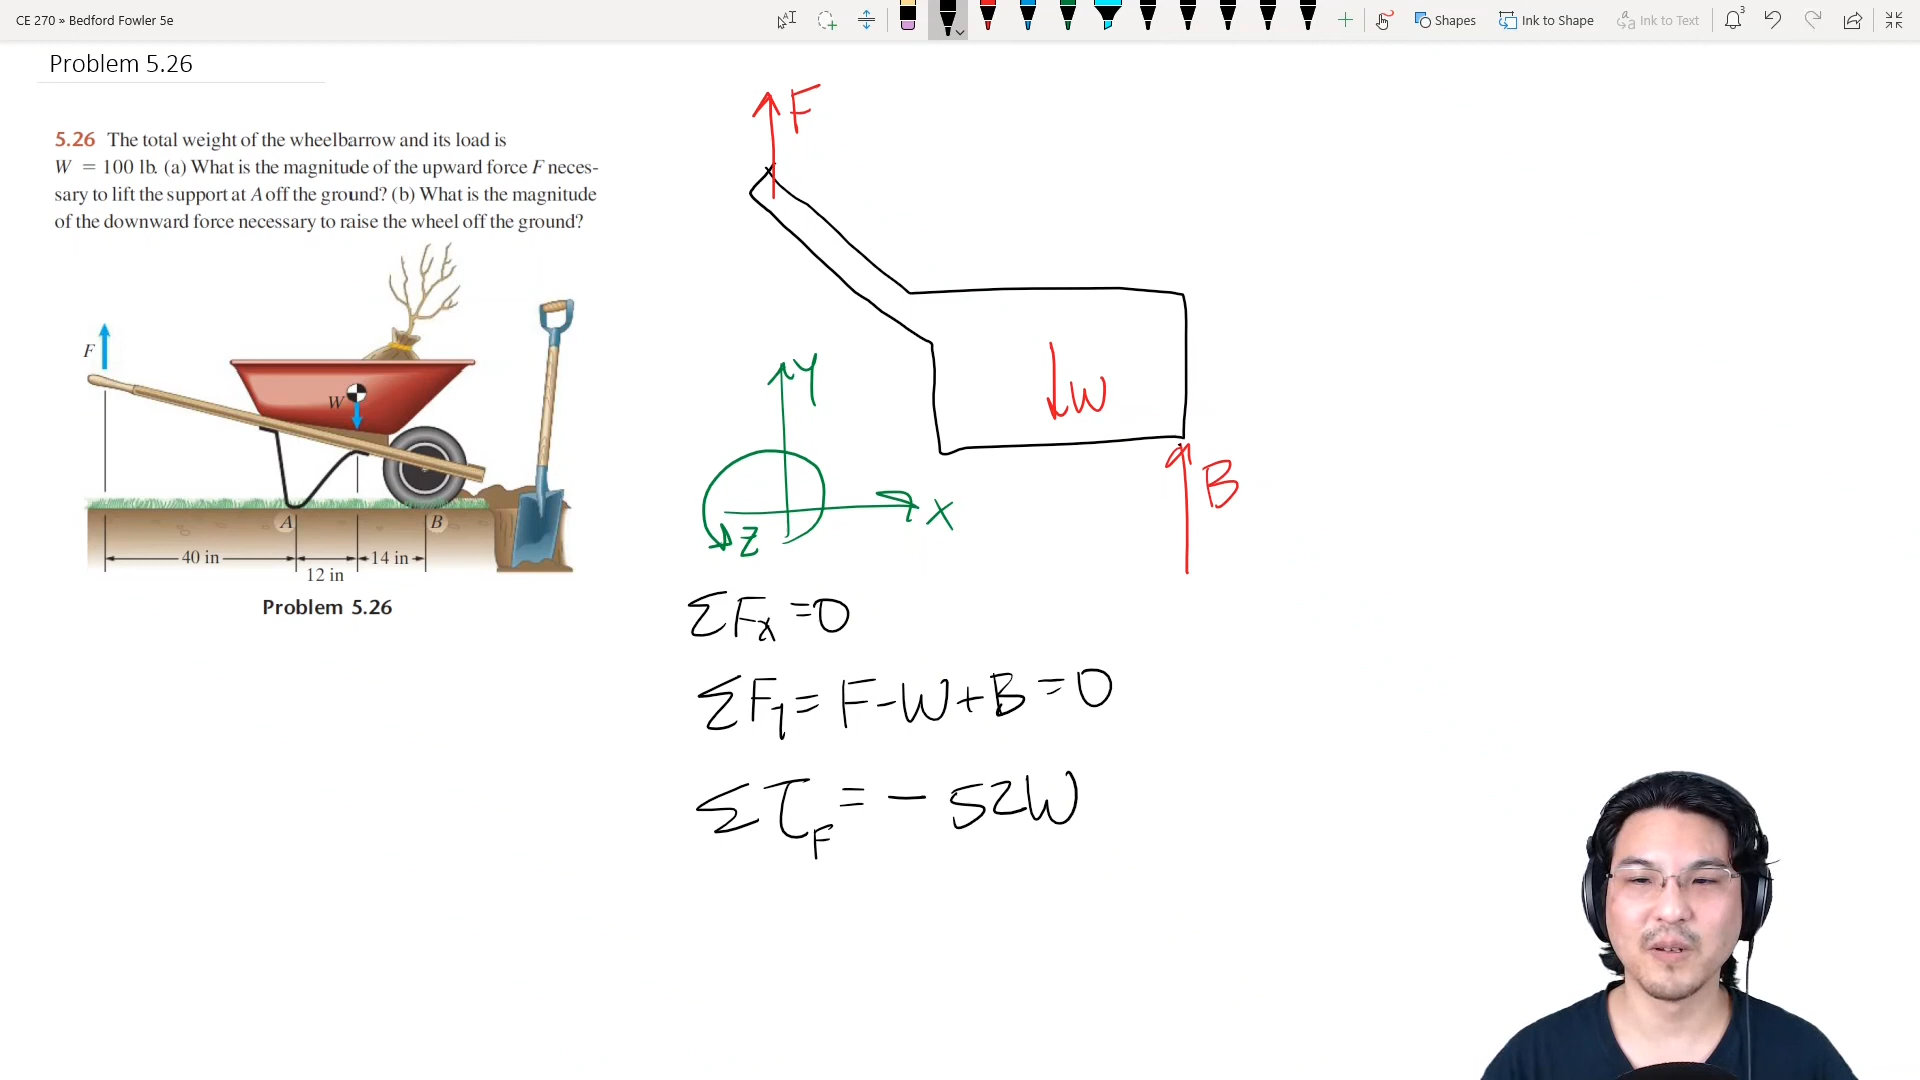 CE 270 » Bedford Fowler 5e
Shapes
Ink to Shape
Ink to Text
3
Problem 5.26
5.26 The total weight of the wheelbarrow and its load is
W = 100 lb. (a) What is the magnitude of the upward force F neces-
sary to lift the support at A off the ground? (b) What is the magnitude
of the downward force necessary to raise the wheel off the ground?
F
W
A
B
40 in
14 in
12 in
Problem 5.26
F
W
B
Y
X
Z
ΣFx = 0
ΣFy = F - W + B = 0
Στ_F = - 52W